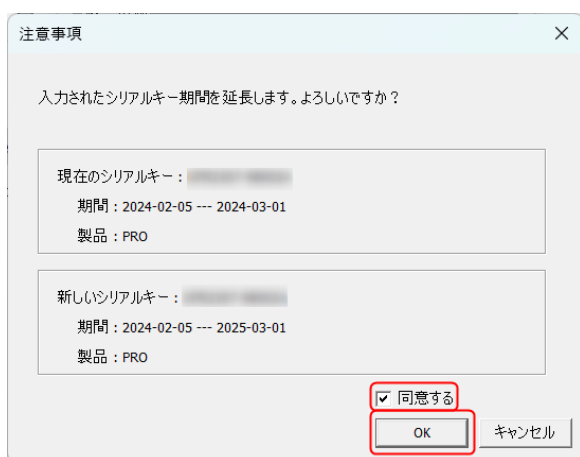 注意事項
入力されたシリアルキー期間を延長します。よろしいですか？
現在のシリアルキー：
期間：2024-02-05 --- 2024-03-01
製品：PRO
新しいシリアルキー：
期間：2024-02-05 --- 2025-03-01
製品：PRO
同意する
OK キャンセル